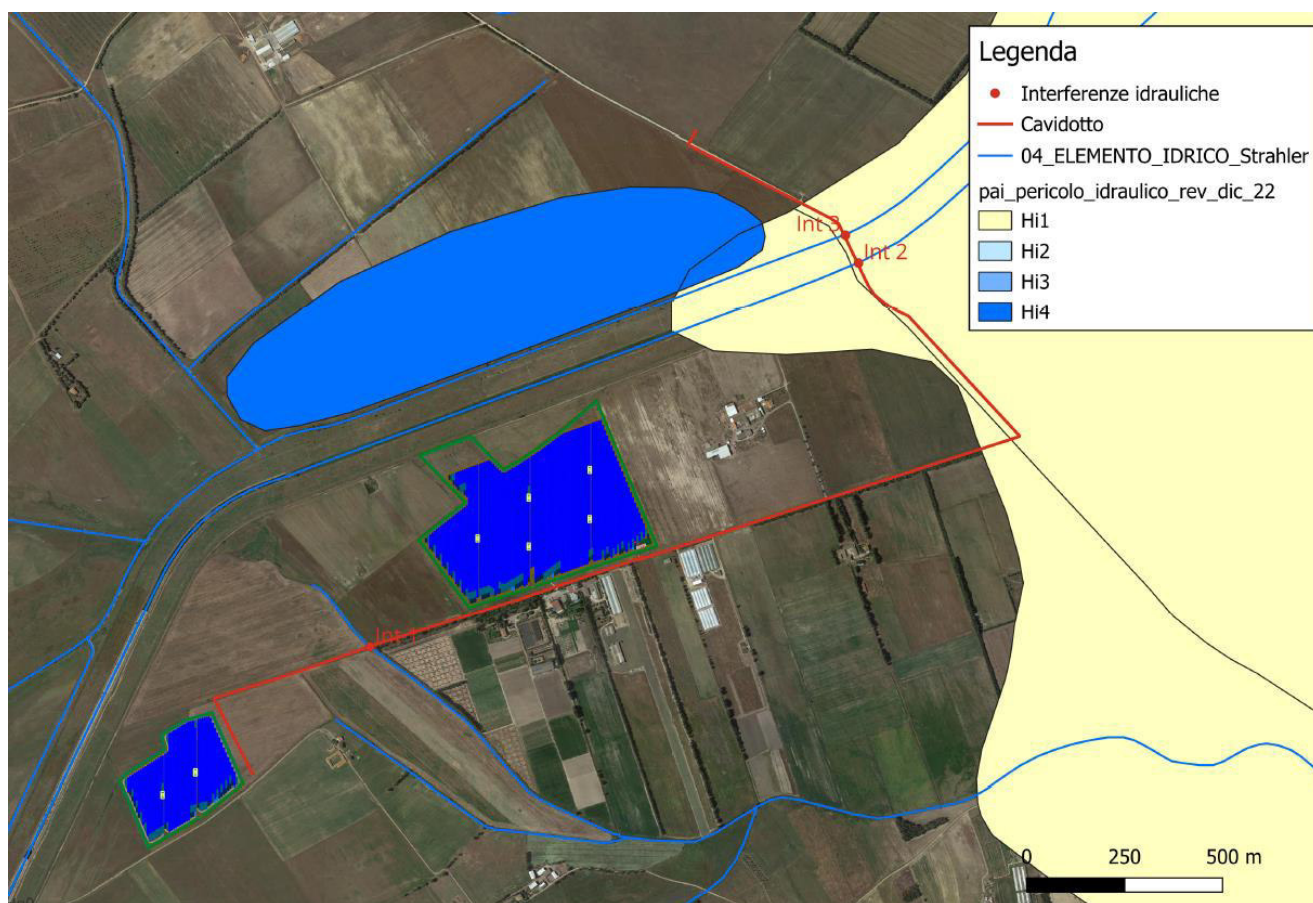 Legenda
Interferenze idrauliche
Cavidotto
04_ELEMENTO_IDRICO_Strahler
pai_pericolo_idraulico_rev_dic_22
Hi1
Hi2
Hi3
Hi4
Int 3
Int 2
Int 1
0 250 500 m